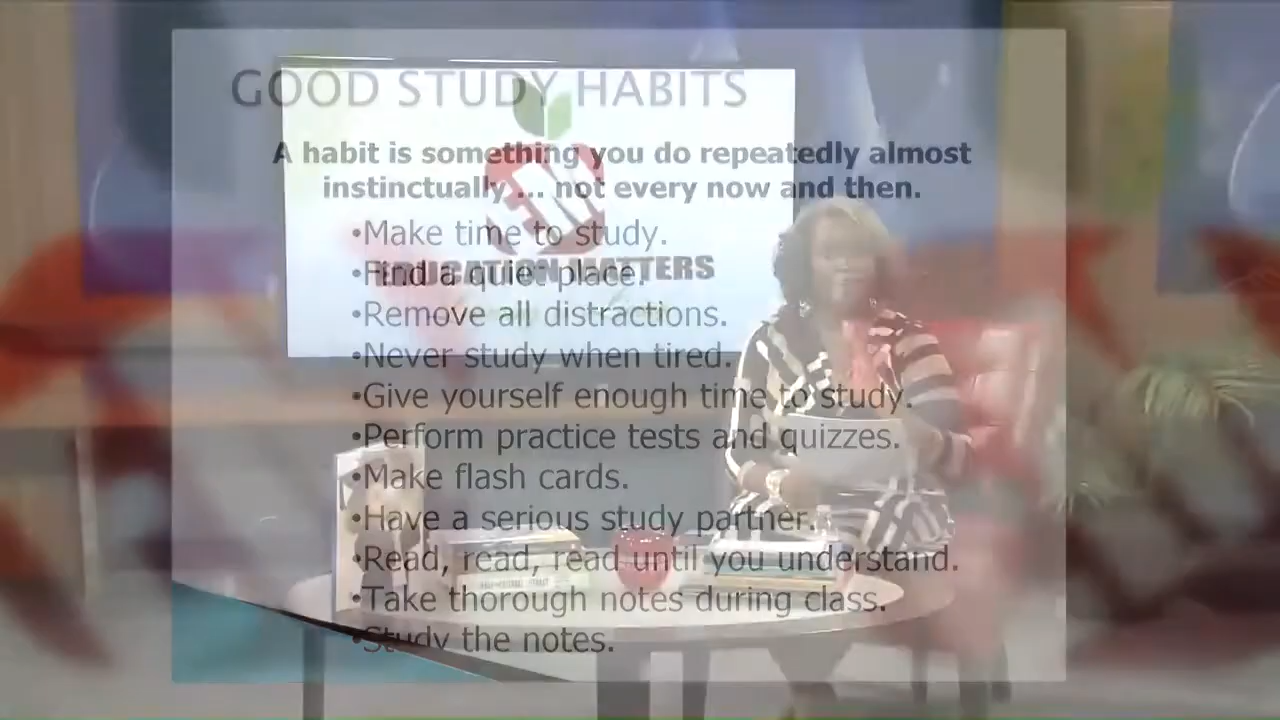 GOOD STUDY HABITS
A habit is something you do repeatedly almost
instinctually ... not every now and then.
•Make time to study.
•Find a quiet place.
EDUCATION MATTERS
•Remove all distractions.
•Never study when tired.
•Give yourself enough time to study.
•Perform practice tests and quizzes.
•Make flash cards.
•Have a serious study partner.
•Read, read, read until you understand.
•Take thorough notes during class.
•Study the notes.